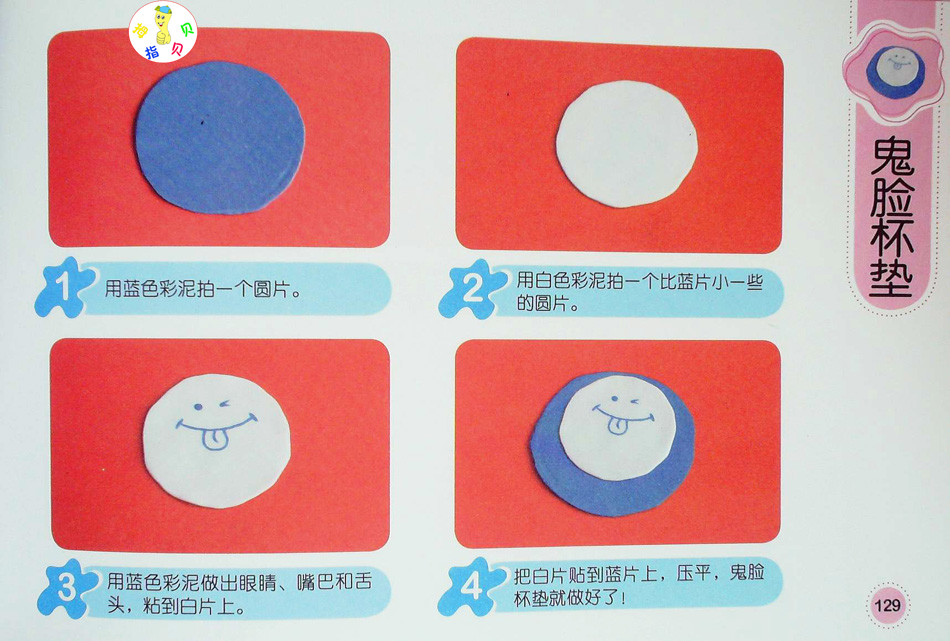 指贝贝
鬼脸杯垫
1
用蓝色彩泥拍一个圆片。
2
用白色彩泥拍一个比蓝片小一些
的圆片。
3
用蓝色彩泥做出眼睛、嘴巴和舌
头，粘到白片上。
4
把白片贴到蓝片上，压平，鬼脸
杯垫就做好了！
129